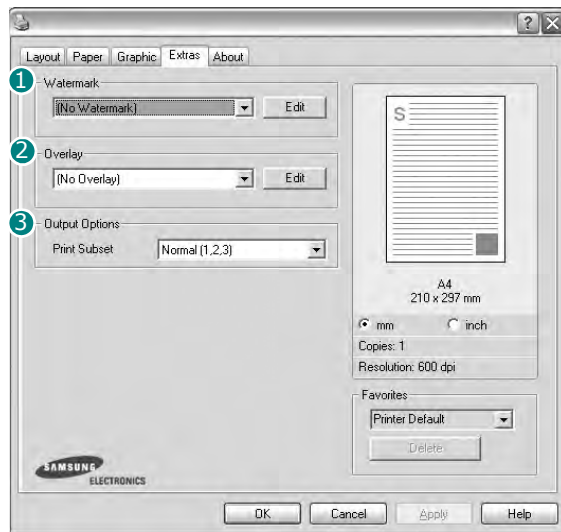 Layout Paper Graphic Extras About
1 Watermark
(No Watermark) Edit
2 Overlay
(No Overlay) Edit
3 Output Options
Print Subset Normal (1,2,3)
S
A4
210 x 297 mm
mm inch
Copies: 1
Resolution: 600 dpi
Favorites
Printer Default
Delete
SAMSUNG
ELECTRONICS
OK Cancel Apply Help